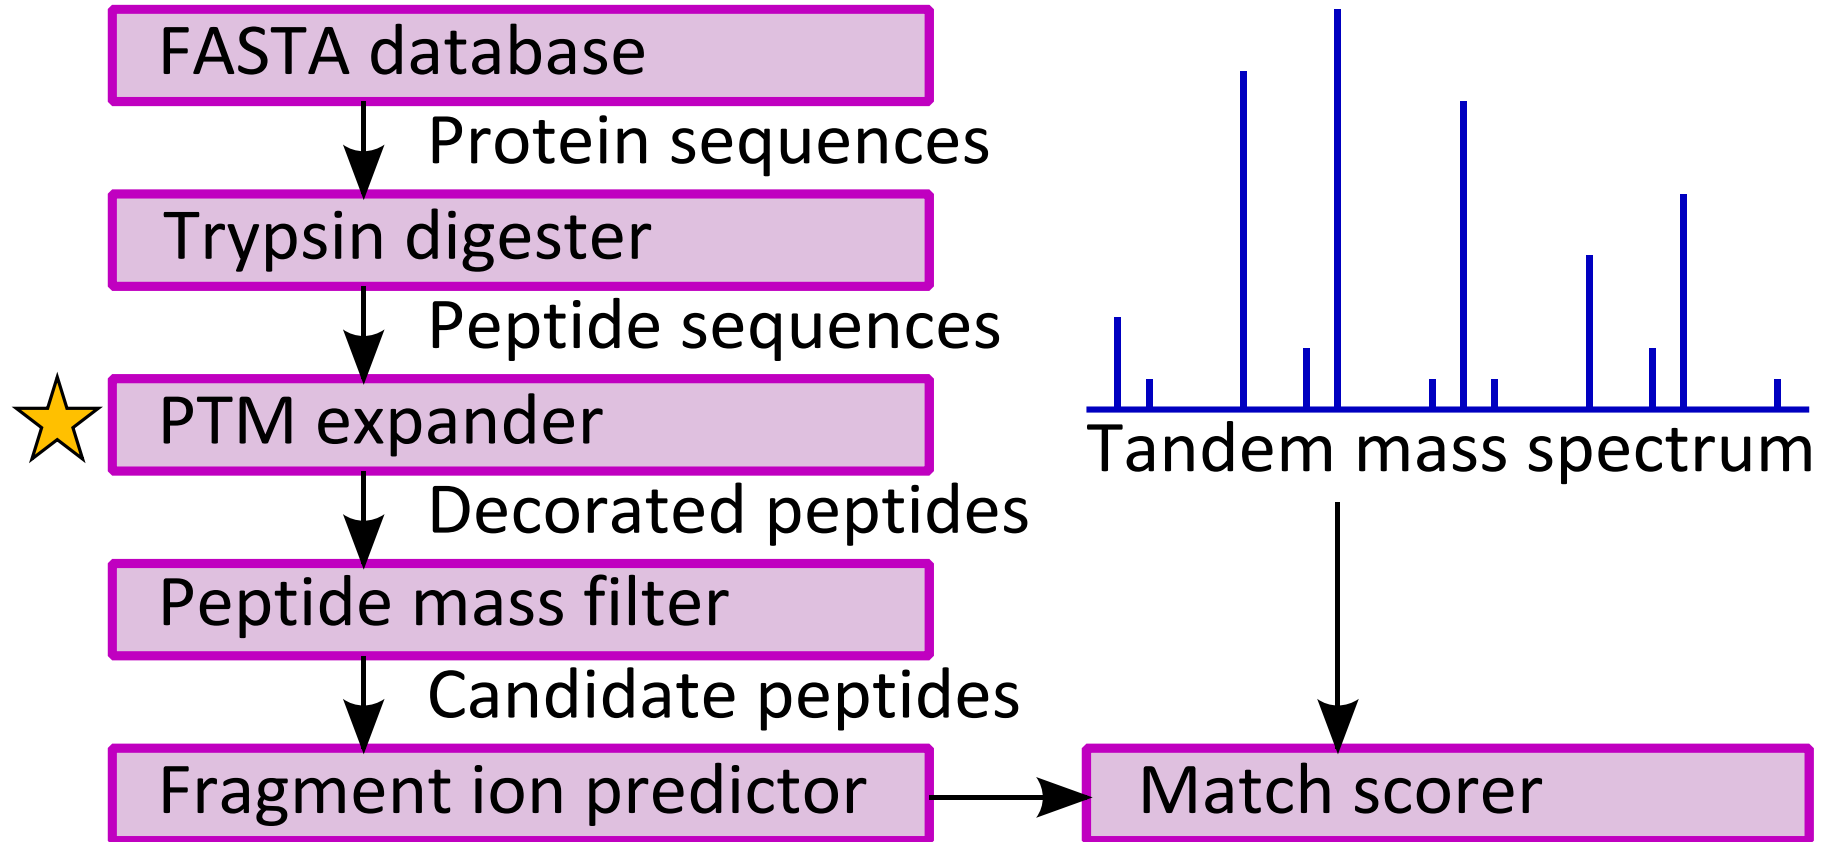 FASTA database
Protein sequences
Trypsin digester
Peptide sequences
PTM expander
Decorated peptides
Peptide mass filter
Candidate peptides
Fragment ion predictor
Tandem mass spectrum
Match scorer